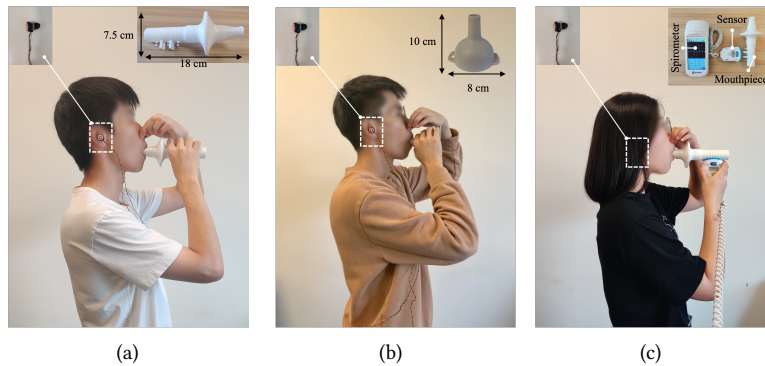 7.5 cm
18 cm
(a)
10 cm
8 cm
(b)
Spirometer
Sensor
Mouthpiece
(c)